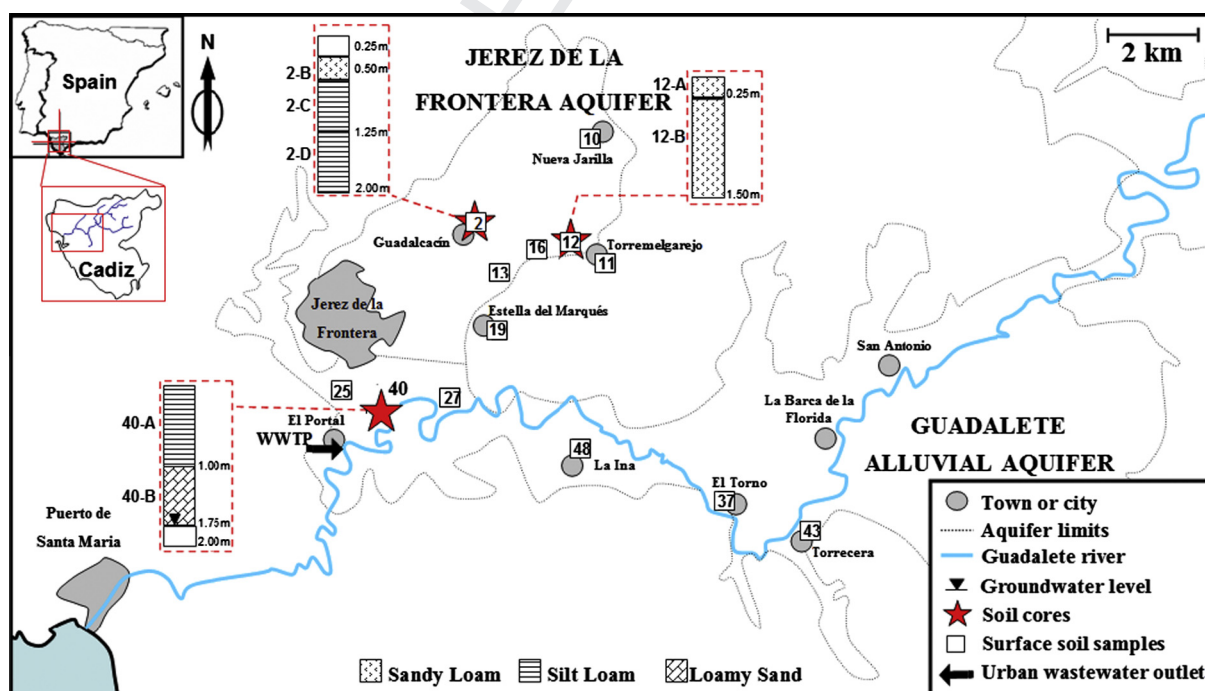 Spain
N
Cadiz
0.25m
2-B
0.50m
2-C
1.25m
2-D
2.00m
JEREZ DE LA
FRONTERA AQUIFER
12-A
0.25m
12-B
1.50m
2 km
10
Nueva Jarilla
2
Guadalcacín
12
16
Torremelgarejo
11
13
Jerez de la
Frontera
Estella del Marqués
19
San Antonio
25
40
27
La Barca de la
Florida
El Portal
WWTP
GUADALETE
ALLUVIAL AQUIFER
40-A
1.00m
40-B
1.75m
2.00m
48
La Ina
El Torno
37
43
Torrecera
Puerto de
Santa Maria
Town or city
Aquifer limits
Guadalete river
Groundwater level
Soil cores
Surface soil samples
Urban wastewater outlet
Sandy Loam
Silt Loam
Loamy Sand